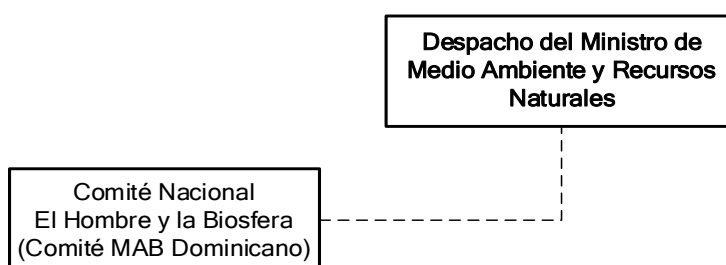 Despacho del Ministro de
Medio Ambiente y Recursos
Naturales
Comité Nacional
El Hombre y la Biosfera
(Comité MAB Dominicano)